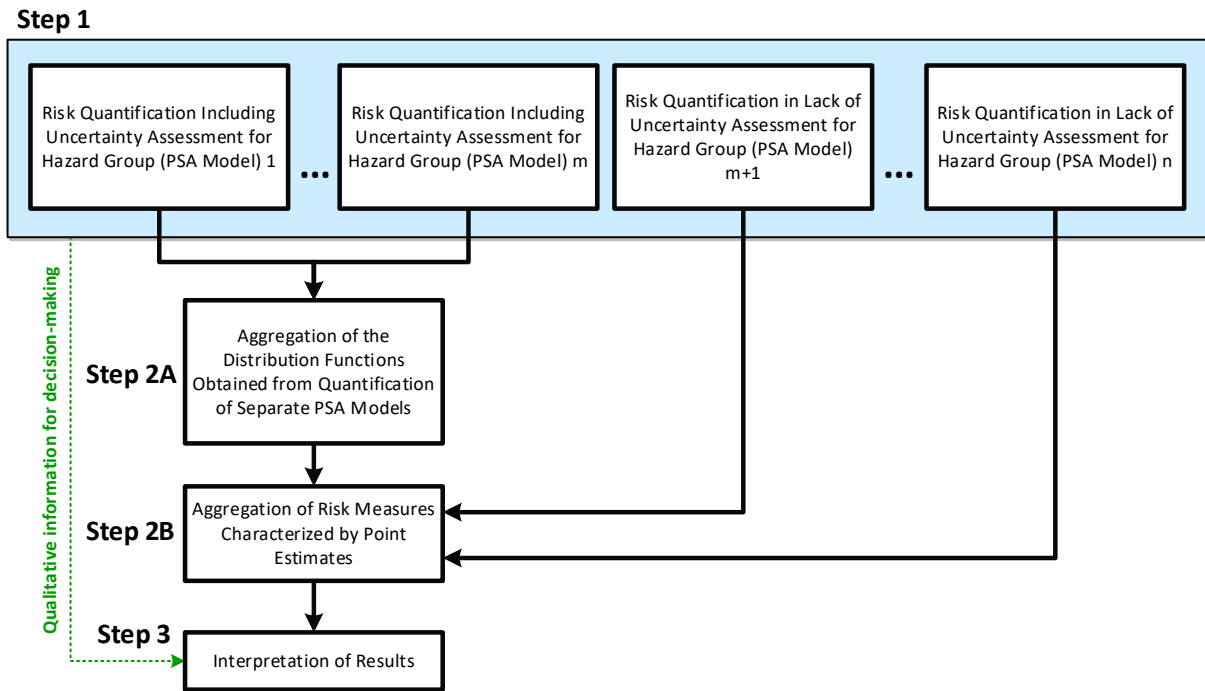 Step 1
Risk Quantification Including
Uncertainty Assessment for
Hazard Group (PSA Model) 1
...
Risk Quantification Including
Uncertainty Assessment for
Hazard Group (PSA Model) m
Risk Quantification in Lack of
Uncertainty Assessment for
Hazard Group (PSA Model)
m+1
...
Risk Quantification in Lack of
Uncertainty Assessment for
Hazard Group (PSA Model) n
Qualitative information for decision-making
Step 2A
Aggregation of the
Distribution Functions
Obtained from Quantification
of Separate PSA Models
Step 2B
Aggregation of Risk Measures
Characterized by Point
Estimates
Step 3
Interpretation of Results